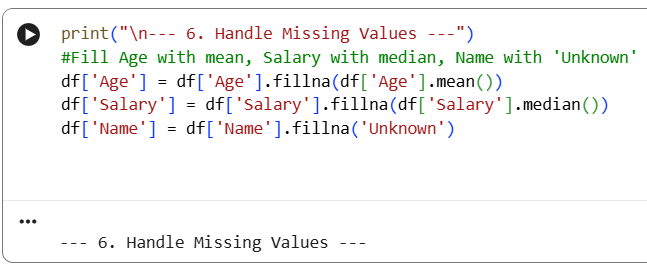 print("\n--- 6. Handle Missing Values ---")
#Fill Age with mean, Salary with median, Name with 'Unknown'
df['Age'] = df['Age'].fillna(df['Age'].mean())
df['Salary'] = df['Salary'].fillna(df['Salary'].median())
df['Name'] = df['Name'].fillna('Unknown')
...
--- 6. Handle Missing Values ---